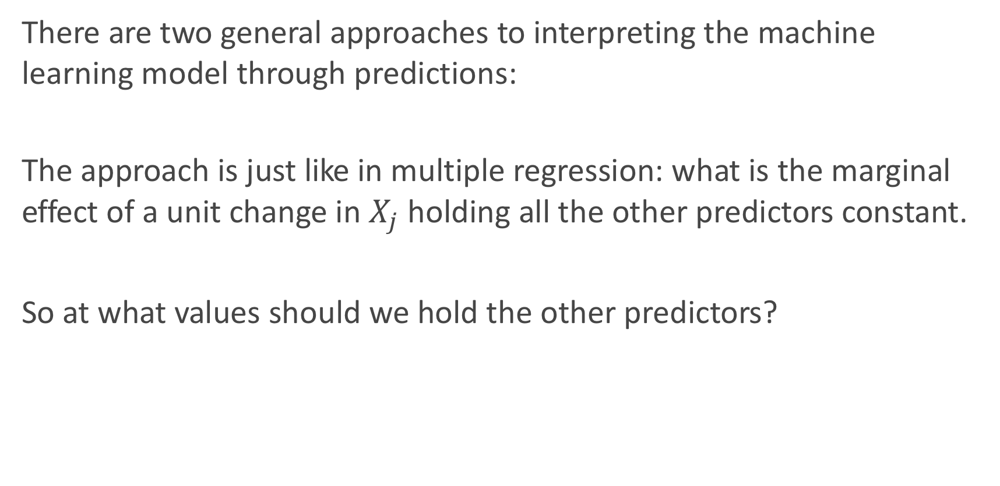 There are two general approaches to interpreting the machine
learning model through predictions:
The approach is just like in multiple regression: what is the marginal
effect of a unit change in X_j holding all the other predictors constant.
So at what values should we hold the other predictors?